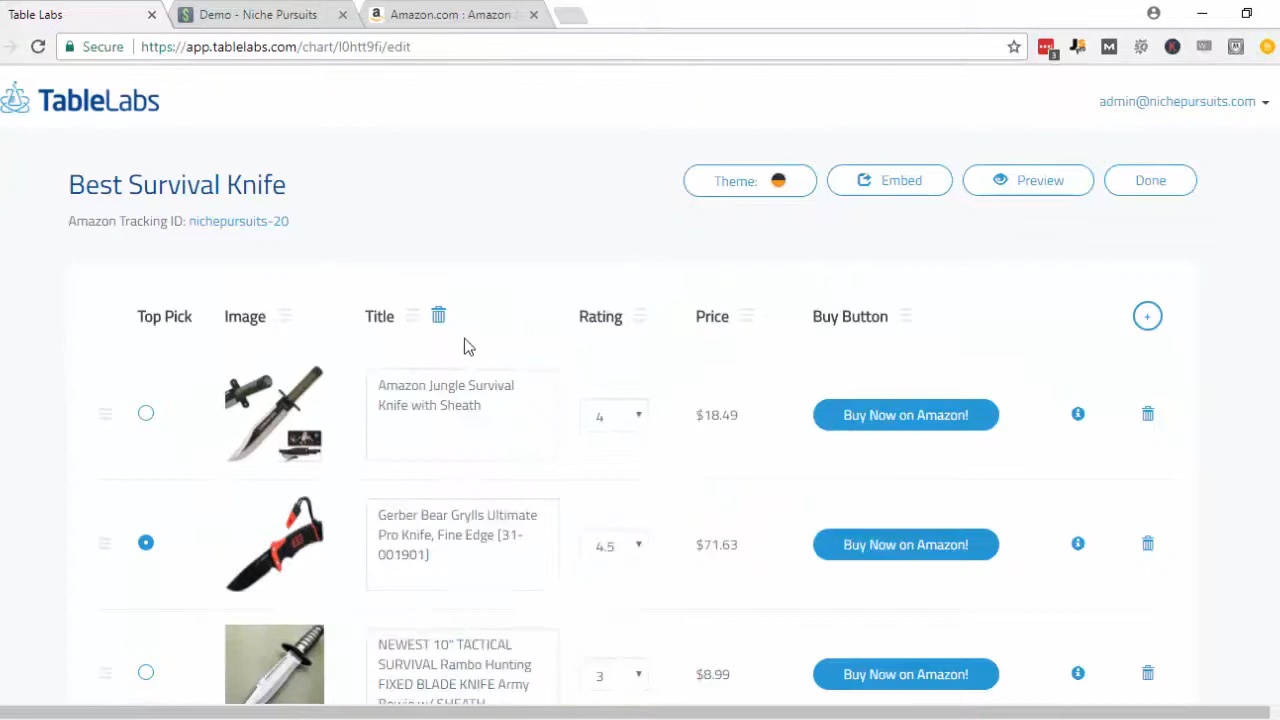 Table Labs
Demo - Niche Pursuits
Amazon.com : Amazon
Secure
https://app.tablelabs.com/chart/l0htt9fi/edit
3
TableLabs
admin@nichepursuits.com
Best Survival Knife
Theme:
Embed
Preview
Done
Amazon Tracking ID: nichepursuits-20
Top Pick
Image
Title
Rating
Price
Buy Button
Amazon Jungle Survival
Knife with Sheath
4
$18.49
Buy Now on Amazon!
Gerber Bear Grylls Ultimate
Pro Knife, Fine Edge [31-
001901]
4.5
$71.63
Buy Now on Amazon!
NEWEST 10" TACTICAL
SURVIVAL Rambo Hunting
FIXED BLADE KNIFE Army
Bowie w/ SHEATH
3
$8.99
Buy Now on Amazon!